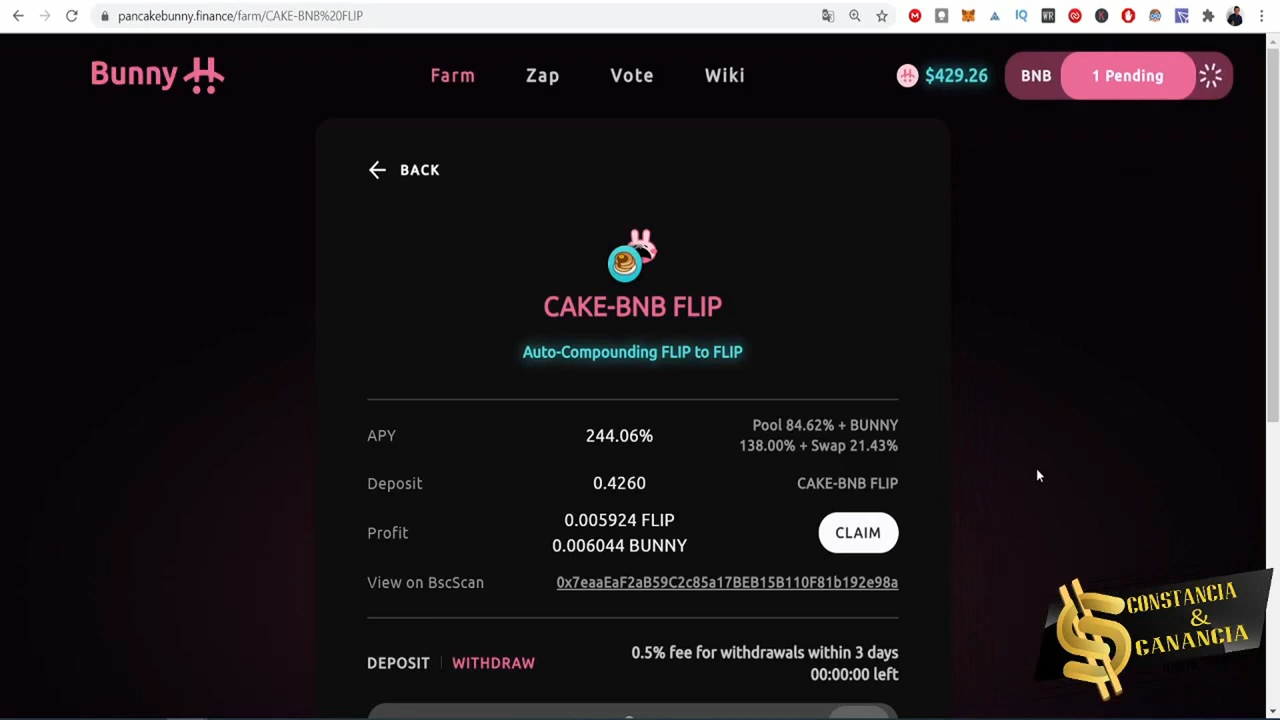 pancakebunny.finance/farm/CAKE-BNB%20FLIP
Bunny
Farm
Zap
Vote
Wiki
$429.26
BNB
1 Pending
BACK
CAKE-BNB FLIP
Auto-Compounding FLIP to FLIP
APY
244.06%
Pool 84.62% + BUNNY
138.00% + Swap 21.43%
Deposit
0.4260
CAKE-BNB FLIP
Profit
0.005924 FLIP
0.006044 BUNNY
CLAIM
View on BscScan
0x7eaaEaF2aB59C2c85a17BEB15B110F81b192e98a
DEPOSIT
WITHDRAW
0.5% fee for withdrawals within 3 days
00:00:00 left
CONSTANCIA
&
GANANCIA